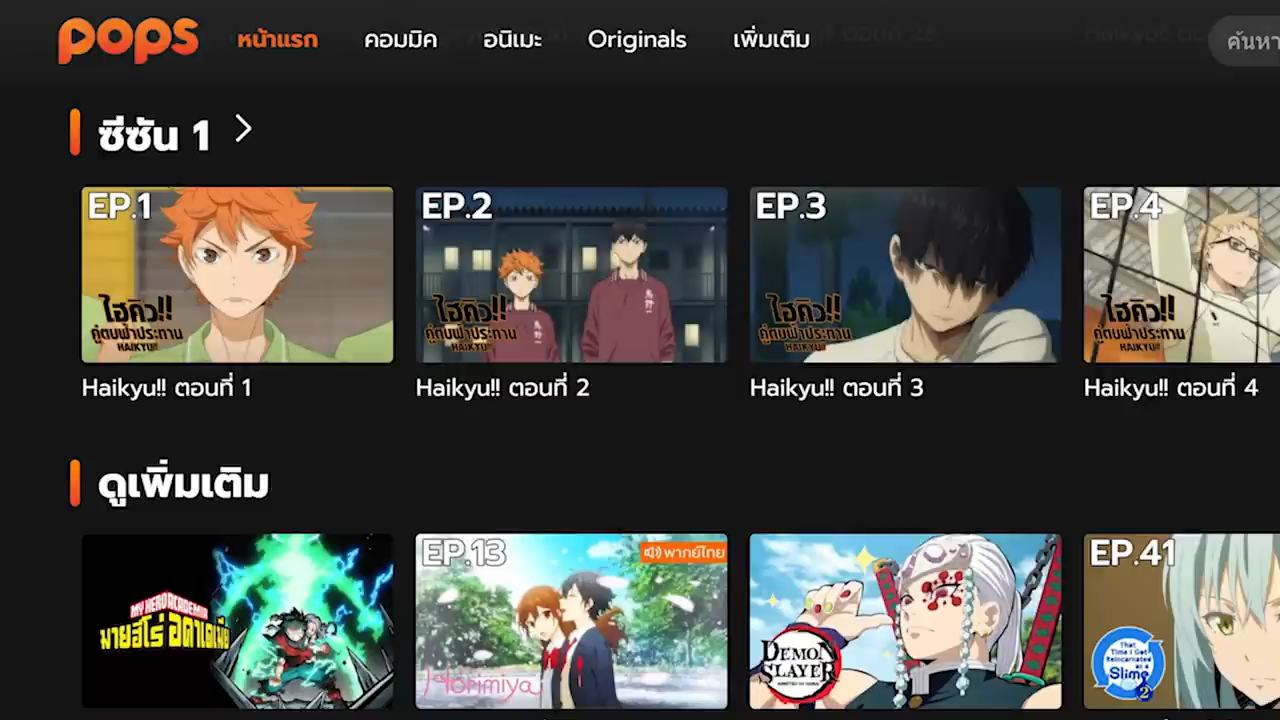 pops หน้าแรก คอมมิค อนิเมะ Originals เพิ่มเติม ค้นหา
ซีซัน 1
EP.1 EP.2 EP.3 EP.4
ไฮคิว!! ไฮคิว!! ไฮคิว!! ไฮคิว!!
คู่ตบฟ้าประทาน คู่ตบฟ้าประทาน คู่ตบฟ้าประทาน คู่ตบฟ้าประทาน
HAIKYU!! HAIKYU!! HAIKYU!! HAIKYU!!
Haikyu!! ตอนที่ 1 Haikyu!! ตอนที่ 2 Haikyu!! ตอนที่ 3 Haikyu!! ตอนที่ 4
ดูเพิ่มเติม
EP.13 พากย์ไทย EP.41
MY HERO ACADEMIA
มายฮีโร่ อคาเดเมีย
Horimiya
DEMON
SLAYER
That
Time I Got
Reincarnated
as a
Slime 2